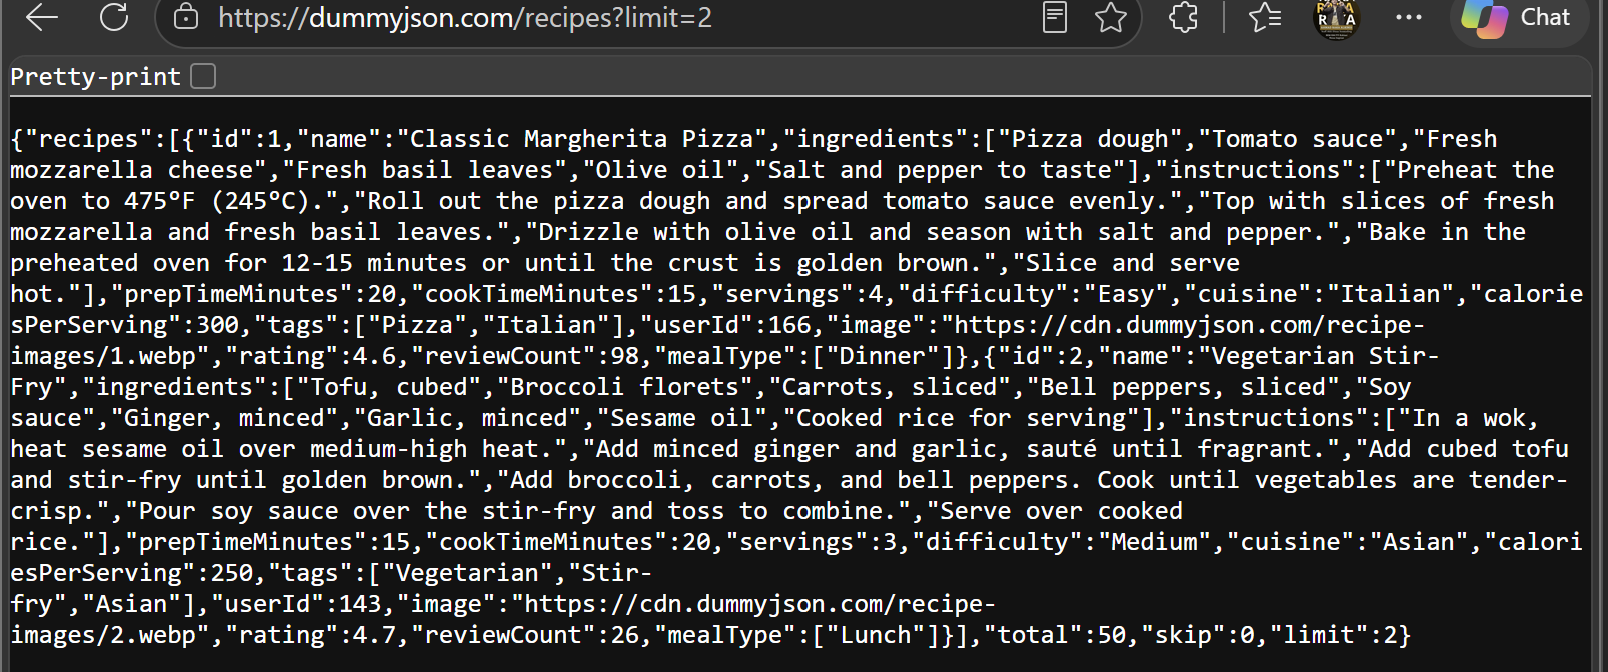 https://dummyjson.com/recipes?limit=2
Chat
Pretty-print
{"recipes":[{"id":1,"name":"Classic Margherita Pizza","ingredients":["Pizza dough","Tomato sauce","Fresh
mozzarella cheese","Fresh basil leaves","Olive oil","Salt and pepper to taste"],"instructions":["Preheat the
oven to 475°F (245°C).","Roll out the pizza dough and spread tomato sauce evenly.","Top with slices of fresh
mozzarella and fresh basil leaves.","Drizzle with olive oil and season with salt and pepper.","Bake in the
preheated oven for 12-15 minutes or until the crust is golden brown.","Slice and serve
hot."],"prepTimeMinutes":20,"cookTimeMinutes":15,"servings":4,"difficulty":"Easy","cuisine":"Italian","calorie
sPerServing":300,"tags":["Pizza","Italian"],"userId":166,"image":"https://cdn.dummyjson.com/recipe-
images/1.webp","rating":4.6,"reviewCount":98,"mealType":["Dinner"]},{"id":2,"name":"Vegetarian Stir-
Fry","ingredients":["Tofu, cubed","Broccoli florets","Carrots, sliced","Bell peppers, sliced","Soy
sauce","Ginger, minced","Garlic, minced","Sesame oil","Cooked rice for serving"],"instructions":["In a wok,
heat sesame oil over medium-high heat.","Add minced ginger and garlic, sauté until fragrant.","Add cubed tofu
and stir-fry until golden brown.","Add broccoli, carrots, and bell peppers. Cook until vegetables are tender-
crisp.","Pour soy sauce over the stir-fry and toss to combine.","Serve over cooked
rice."],"prepTimeMinutes":15,"cookTimeMinutes":20,"servings":3,"difficulty":"Medium","cuisine":"Asian","calori
esPerServing":250,"tags":["Vegetarian","Stir-
fry","Asian"],"userId":143,"image":"https://cdn.dummyjson.com/recipe-
images/2.webp","rating":4.7,"reviewCount":26,"mealType":["Lunch"]}],"total":50,"skip":0,"limit":2}